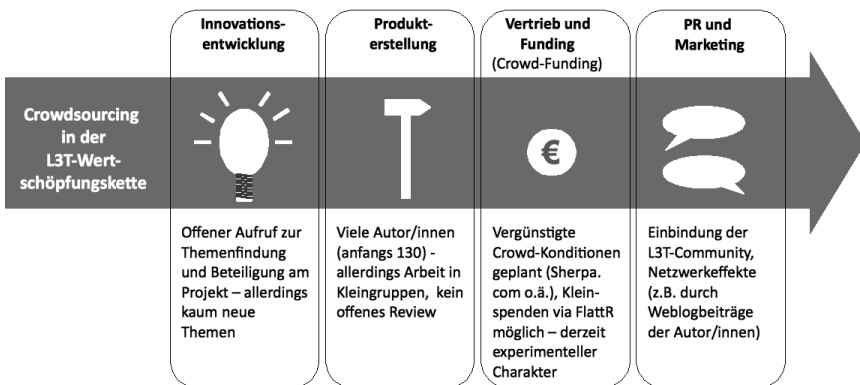 Innovations-
entwicklung
Produkt-
erstellung
Vertrieb und
Funding
(Crowd-Funding)
PR und
Marketing
Crowdsourcing
in der
L3T-Wert-
schöpfungskette
€
Offener Aufruf zur
Themenfindung
und Beteiligung am
Projekt – allerdings
kaum neue
Themen
Viele Autor/innen
(anfangs 130) -
allerdings Arbeit in
Kleingruppen, kein
offenes Review
Vergünstigte
Crowd-Konditionen
geplant (Sherpa.
com o.ä.), Klein-
spenden via FlattR
möglich – derzeit
experimenteller
Charakter
Einbindung der
L3T-Community,
Netzwerkeffekte
(z.B. durch
Weblogbeiträge
der Autor/innen)